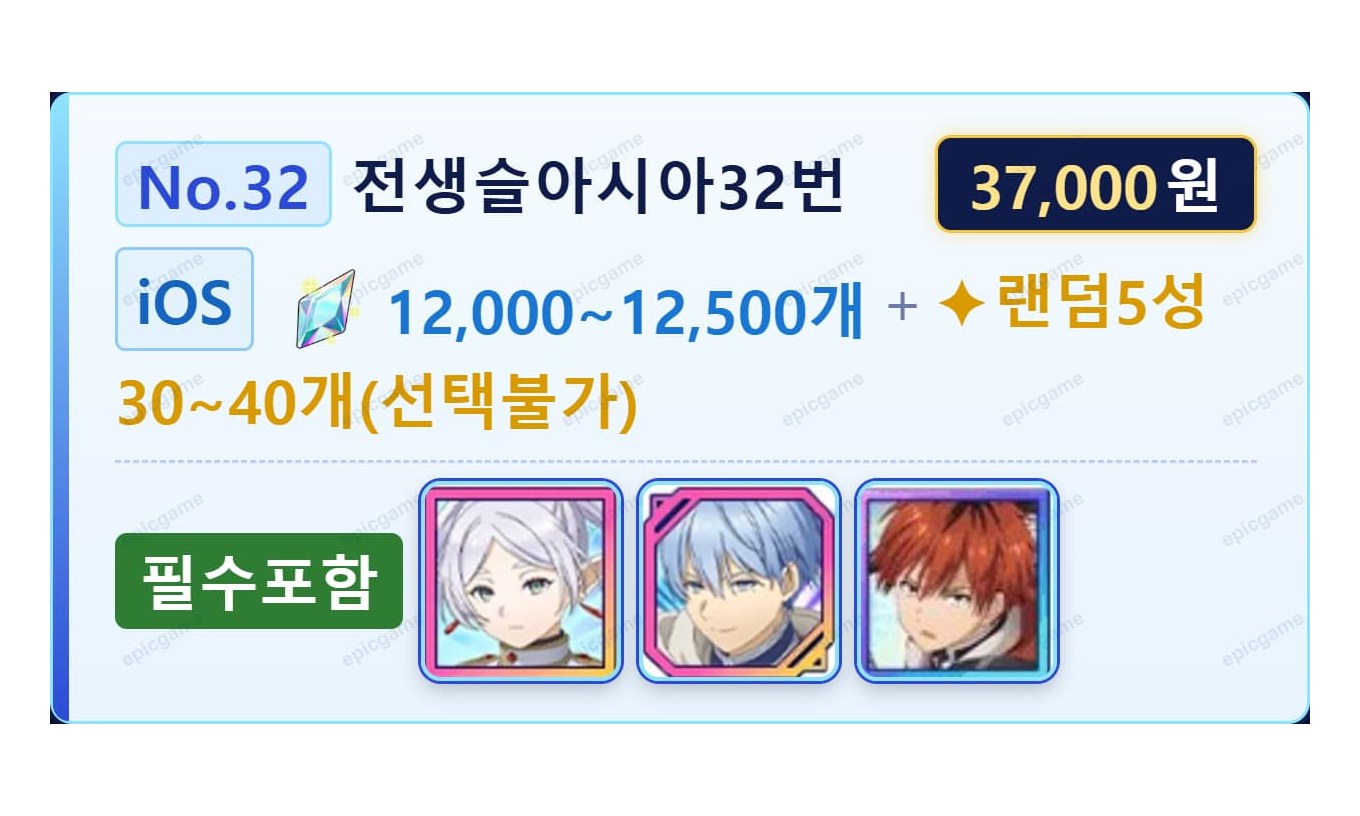 No.32 전생슬아시아32번 37,000원
iOS 12,000~12,500개 + ✦랜덤5성
30~40개(선택불가)
필수포함
epicgame